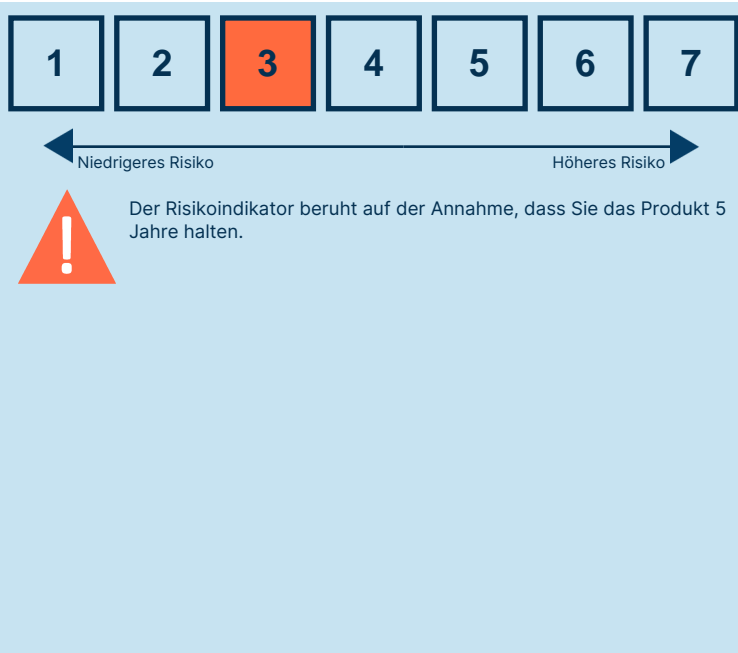 1 2 3 4 5 6 7
Niedrigeres Risiko Höheres Risiko
Der Risikoindikator beruht auf der Annahme, dass Sie das Produkt 5
Jahre halten.